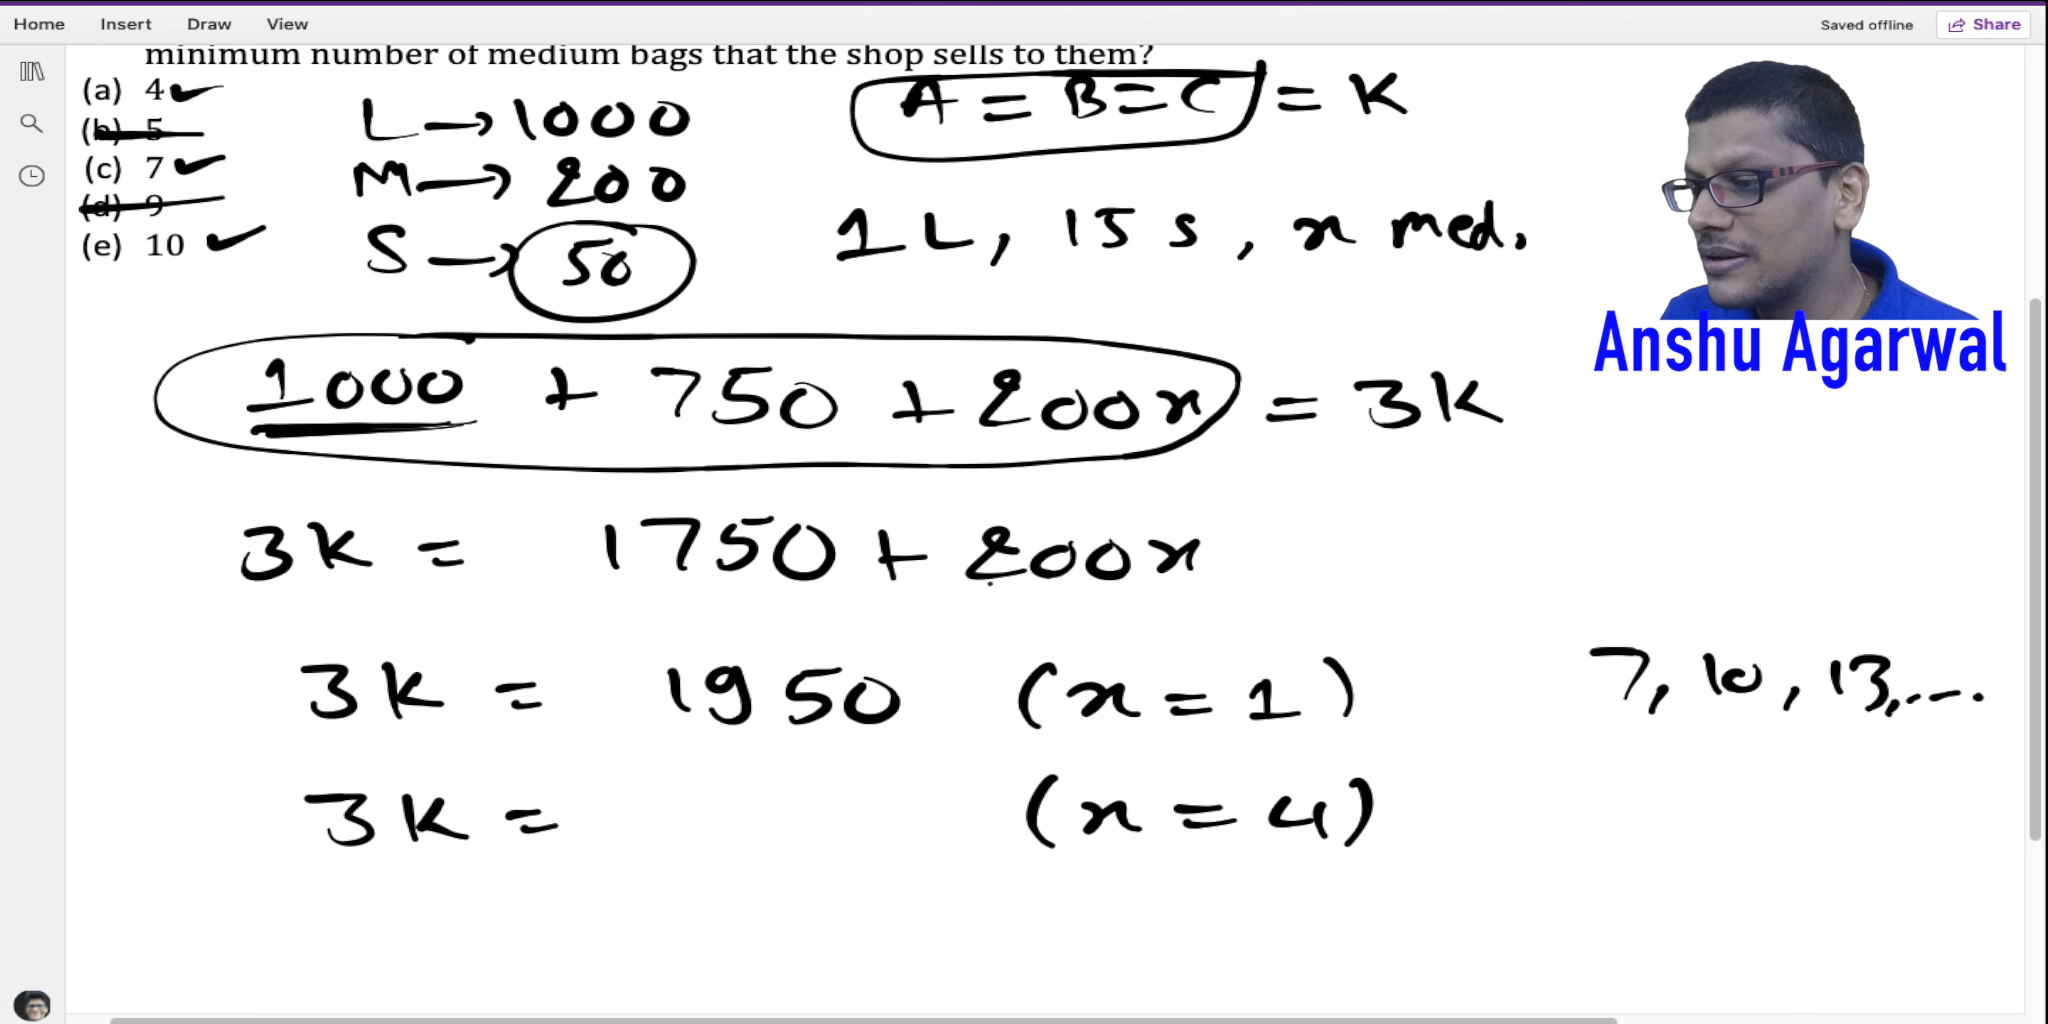 Home Insert Draw View Saved offline Share
minimum number of medium bags that the shop sells to them?
(a) 4 ✓
(b) 5
(c) 7 ✓
(d) 9
(e) 10 ✓
L → 1000
M → 200
S → 50
A = B = C = K
1 L, 15 s, x med.
Anshu Agarwal
1000 + 750 + 200x = 3K
3K = 1750 + 200x
3K = 1950 (x = 1)
7, 10, 13, ....
3K = (x = 4)